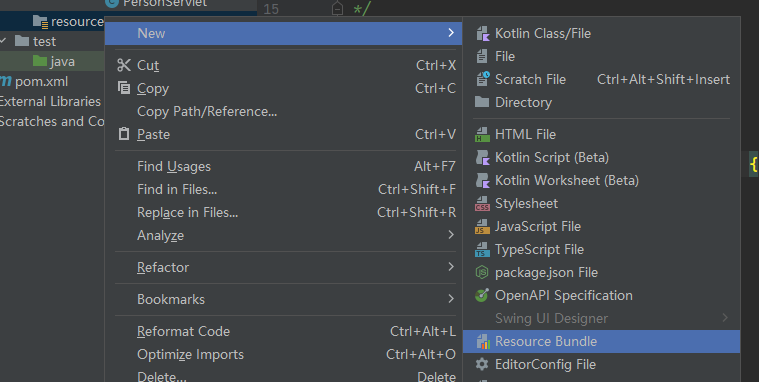 PersonServlet
15 */
resource
test
java
pom.xml
External Libraries
Scratches and Co
{
New
Cut Ctrl+X
Copy Ctrl+C
Copy Path/Reference...
Paste Ctrl+V
Find Usages Alt+F7
Find in Files... Ctrl+Shift+F
Replace in Files... Ctrl+Shift+R
Analyze
Refactor
Bookmarks
Reformat Code Ctrl+Alt+L
Optimize Imports Ctrl+Alt+O
Delete... Delete
Kotlin Class/File
File
Scratch File Ctrl+Alt+Shift+Insert
Directory
HTML File
Kotlin Script (Beta)
Kotlin Worksheet (Beta)
Stylesheet
JavaScript File
TypeScript File
package.json File
OpenAPI Specification
Swing UI Designer
Resource Bundle
EditorConfig File